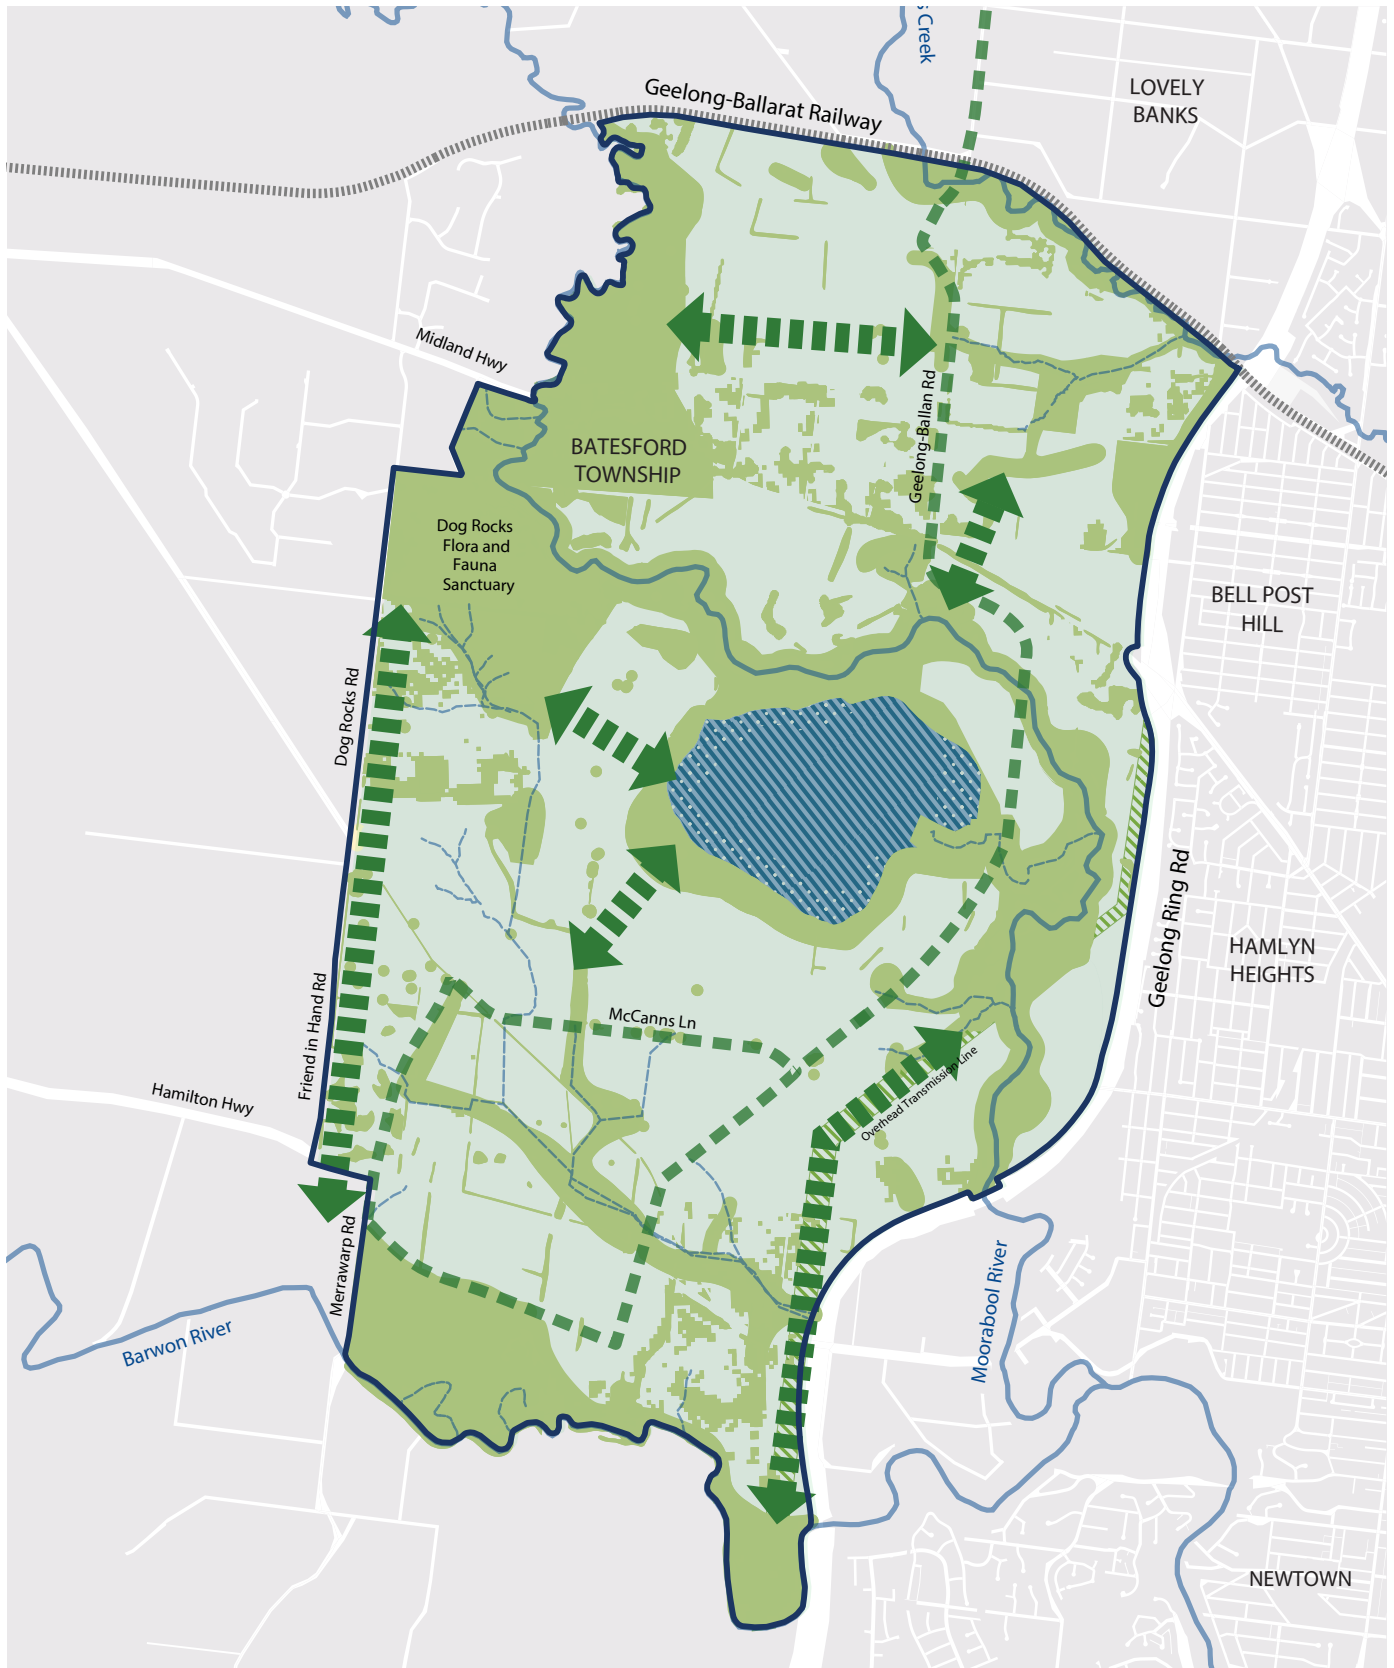 s Creek
LOVELY
BANKS
Geelong-Ballarat Railway
Midland Hwy
Geelong-Ballan Rd
BATESFORD
TOWNSHIP
Dog Rocks
Flora and
Fauna
Sanctuary
BELL POST
HILL
Dog Rocks Rd
Geelong Ring Rd
HAMLYN
HEIGHTS
Friend in Hand Rd
McCanns Ln
Overhead Transmission Line
Hamilton Hwy
Merrawarp Rd
Moorabool River
Barwon River
NEWTOWN